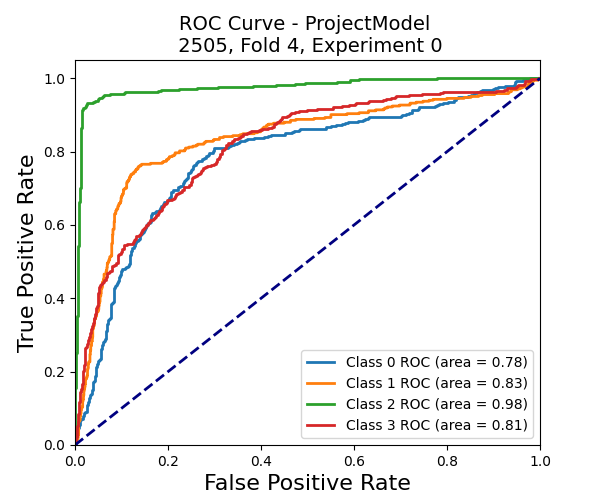 ROC Curve - ProjectModel
2505, Fold 4, Experiment 0
True Positive Rate
1.0
0.8
0.6
0.4
0.2
0.0
0.0 0.2 0.4 0.6 0.8 1.0
False Positive Rate
Class 0 ROC (area = 0.78)
Class 1 ROC (area = 0.83)
Class 2 ROC (area = 0.98)
Class 3 ROC (area = 0.81)